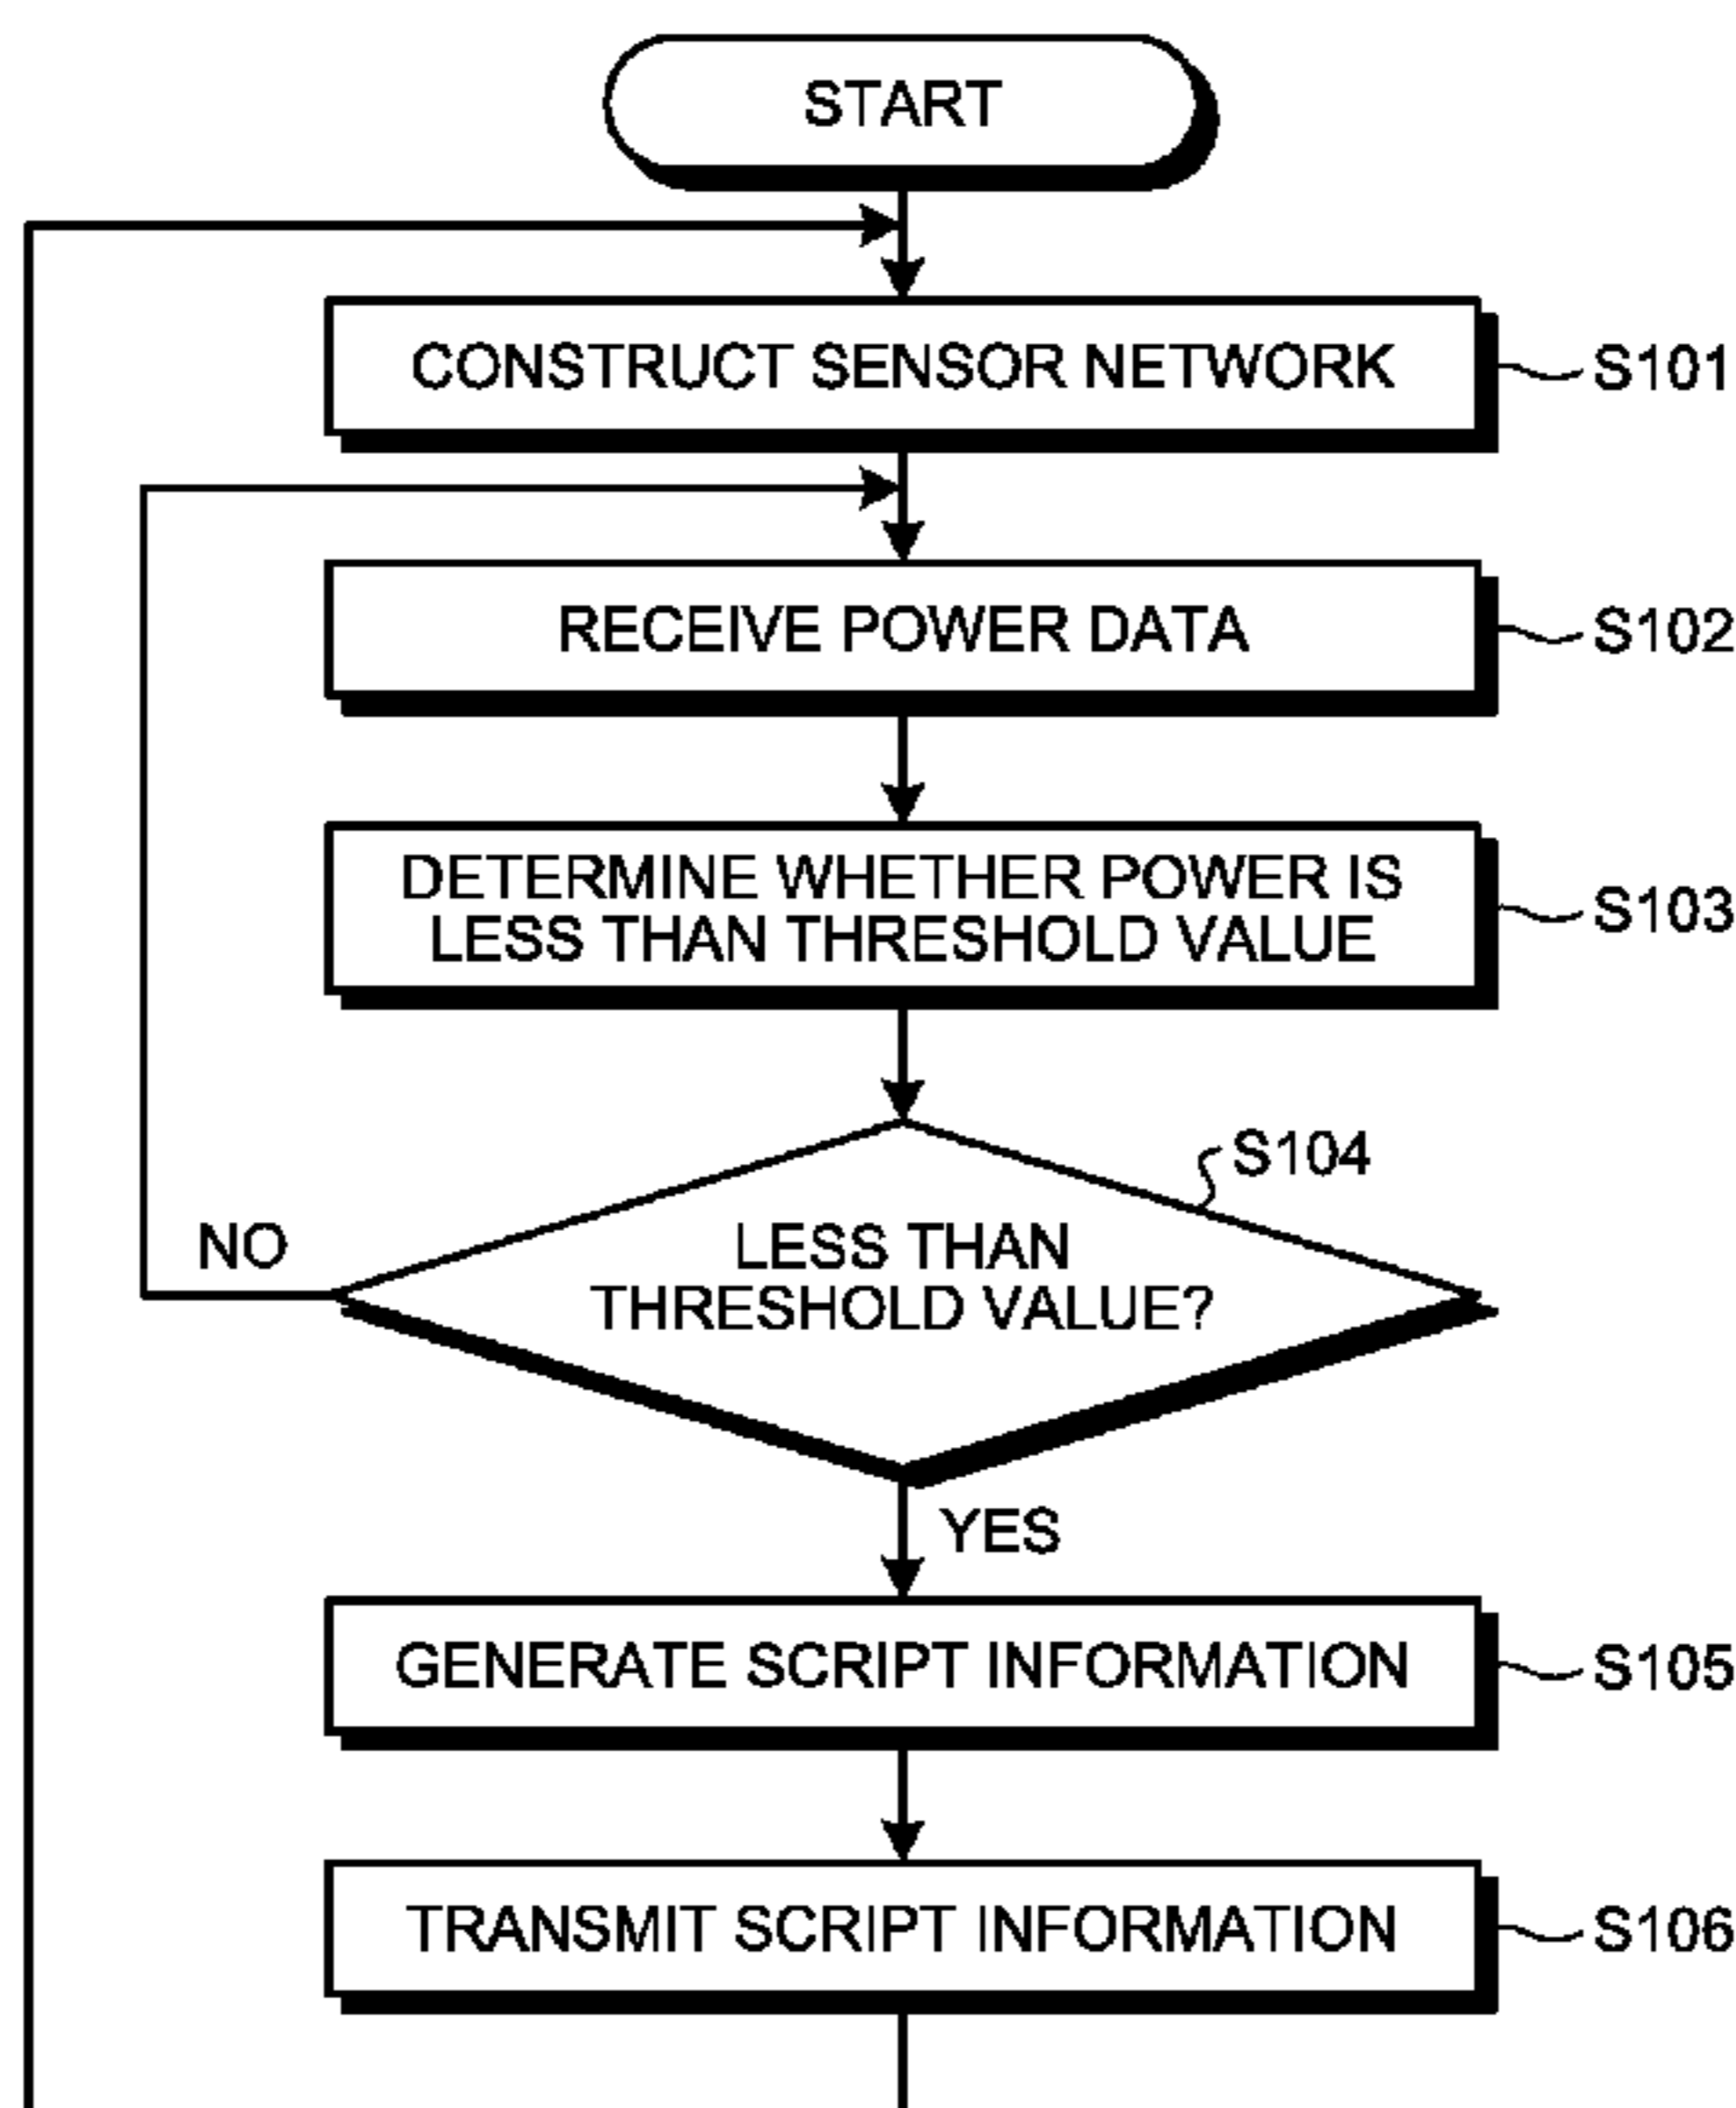 START
CONSTRUCT SENSOR NETWORK
S101
RECEIVE POWER DATA
S102
DETERMINE WHETHER POWER IS
LESS THAN THRESHOLD VALUE
S103
S104
NO
LESS THAN
THRESHOLD VALUE?
YES
GENERATE SCRIPT INFORMATION
S105
TRANSMIT SCRIPT INFORMATION
S106